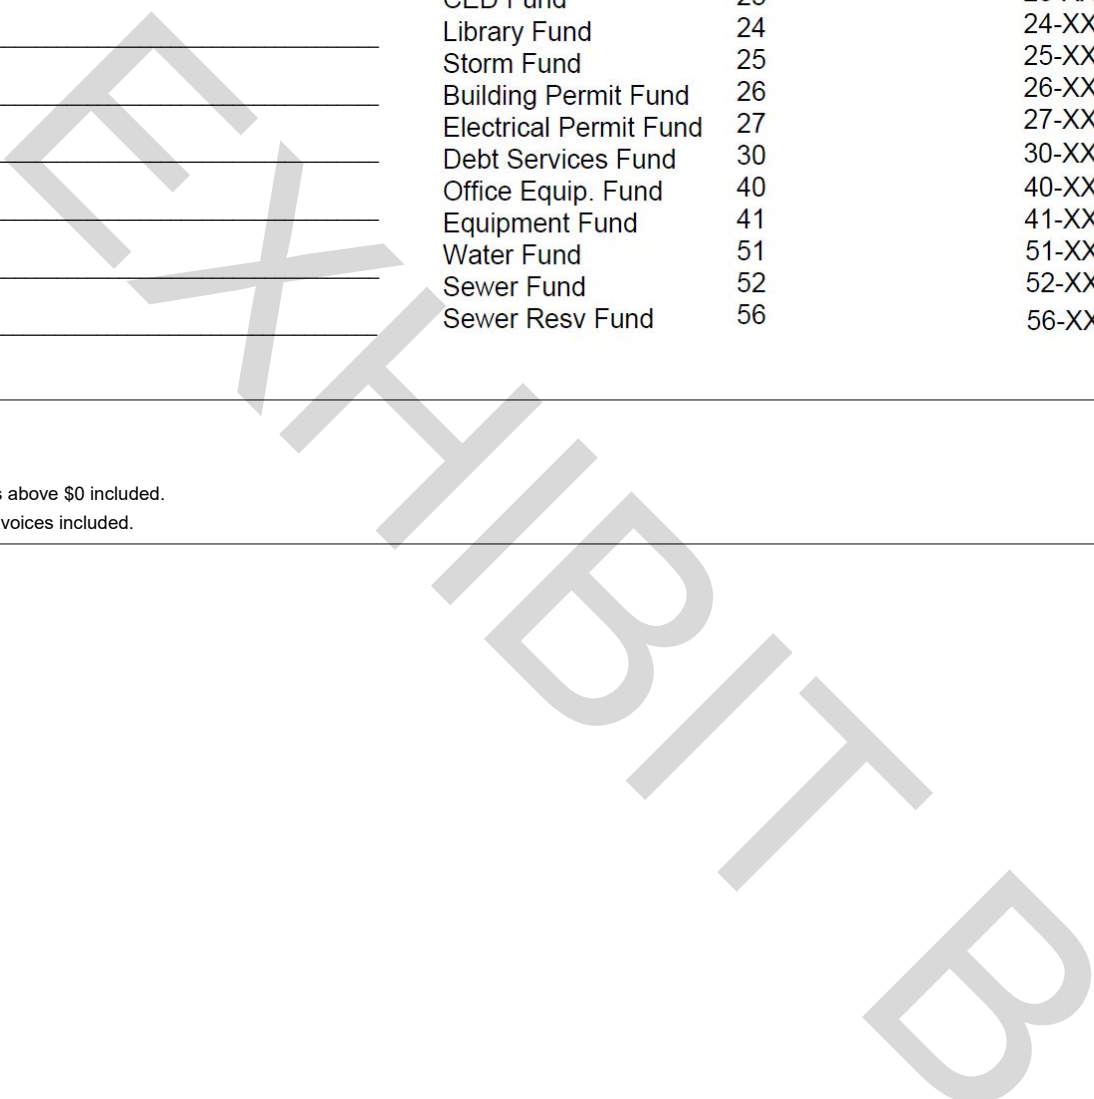 CED Fund 23
Library Fund 24 24-XX
Storm Fund 25 25-XX
Building Permit Fund 26 26-XX
Electrical Permit Fund 27 27-XX
Debt Services Fund 30 30-XX
Office Equip. Fund 40 40-XX
Equipment Fund 41 41-XX
Water Fund 51 51-XX
Sewer Fund 52 52-XX
Sewer Resv Fund 56 56-XX
above $0 included.
voices included.
EXHIBIT B